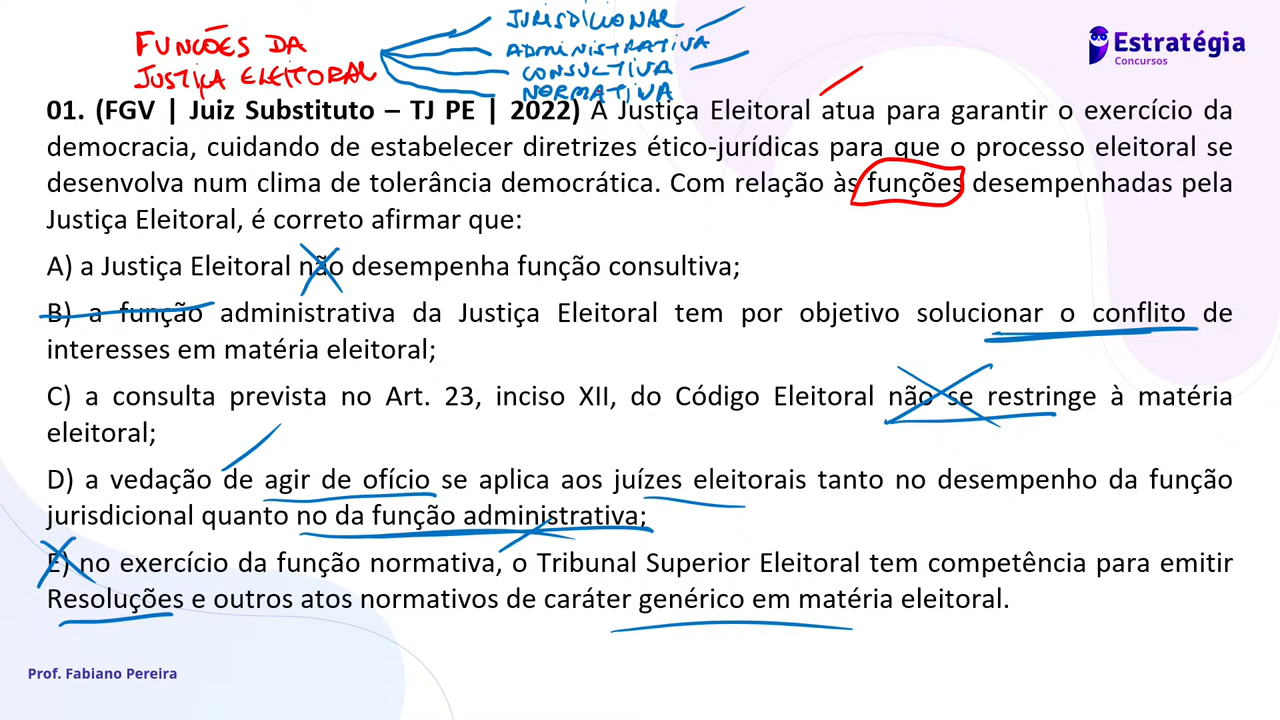 FUNCÕES DA
JUSTIÇA ELEITORAL
JURISDICIONAR
ADMINISTRATIVA
CONSULTIVA
NORMATIVA
Estratégia
Concursos
01. (FGV | Juiz Substituto – TJ PE | 2022) A Justiça Eleitoral atua para garantir o exercício da
democracia, cuidando de estabelecer diretrizes ético-jurídicas para que o processo eleitoral se
desenvolva num clima de tolerância democrática. Com relação às funções desempenhadas pela
Justiça Eleitoral, é correto afirmar que:
A) a Justiça Eleitoral não desempenha função consultiva;
B) a função administrativa da Justiça Eleitoral tem por objetivo solucionar o conflito de
interesses em matéria eleitoral;
C) a consulta prevista no Art. 23, inciso XII, do Código Eleitoral não se restringe à matéria
eleitoral;
D) a vedação de agir de ofício se aplica aos juízes eleitorais tanto no desempenho da função
jurisdicional quanto no da função administrativa;
E) no exercício da função normativa, o Tribunal Superior Eleitoral tem competência para emitir
Resoluções e outros atos normativos de caráter genérico em matéria eleitoral.
Prof. Fabiano Pereira